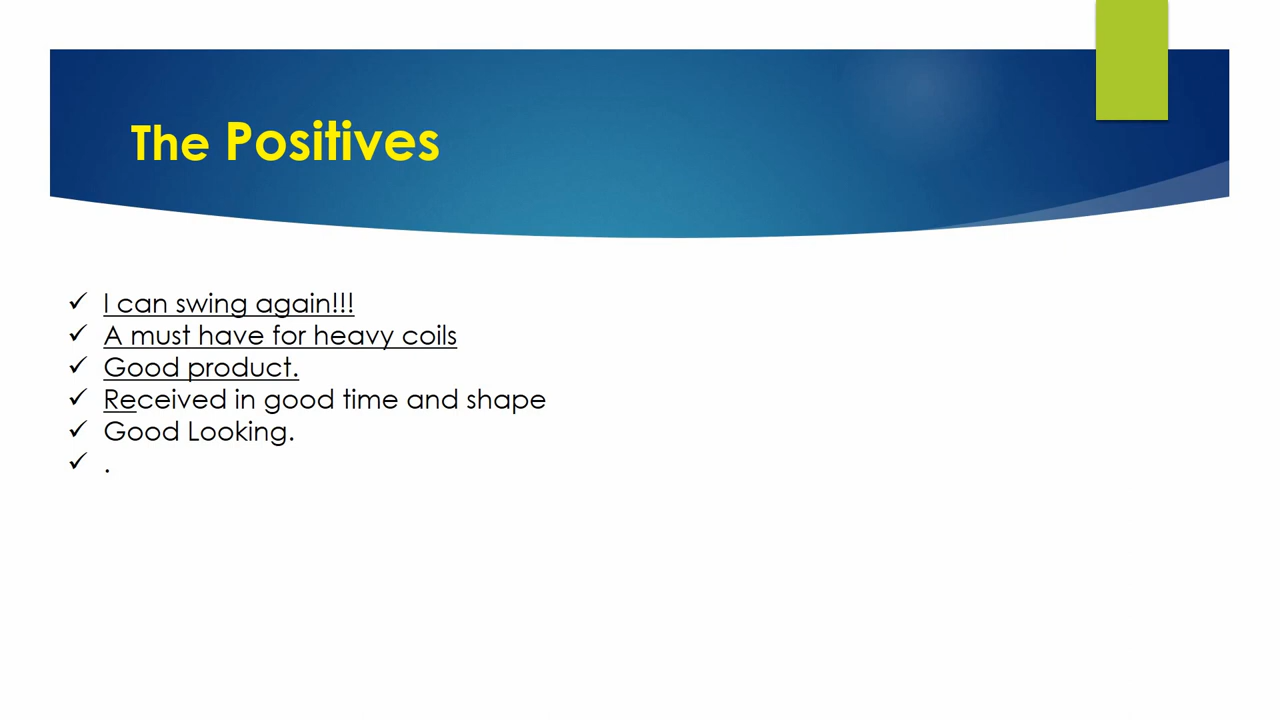 The Positives
I can swing again!!!
A must have for heavy coils
Good product.
Received in good time and shape
Good Looking.
.